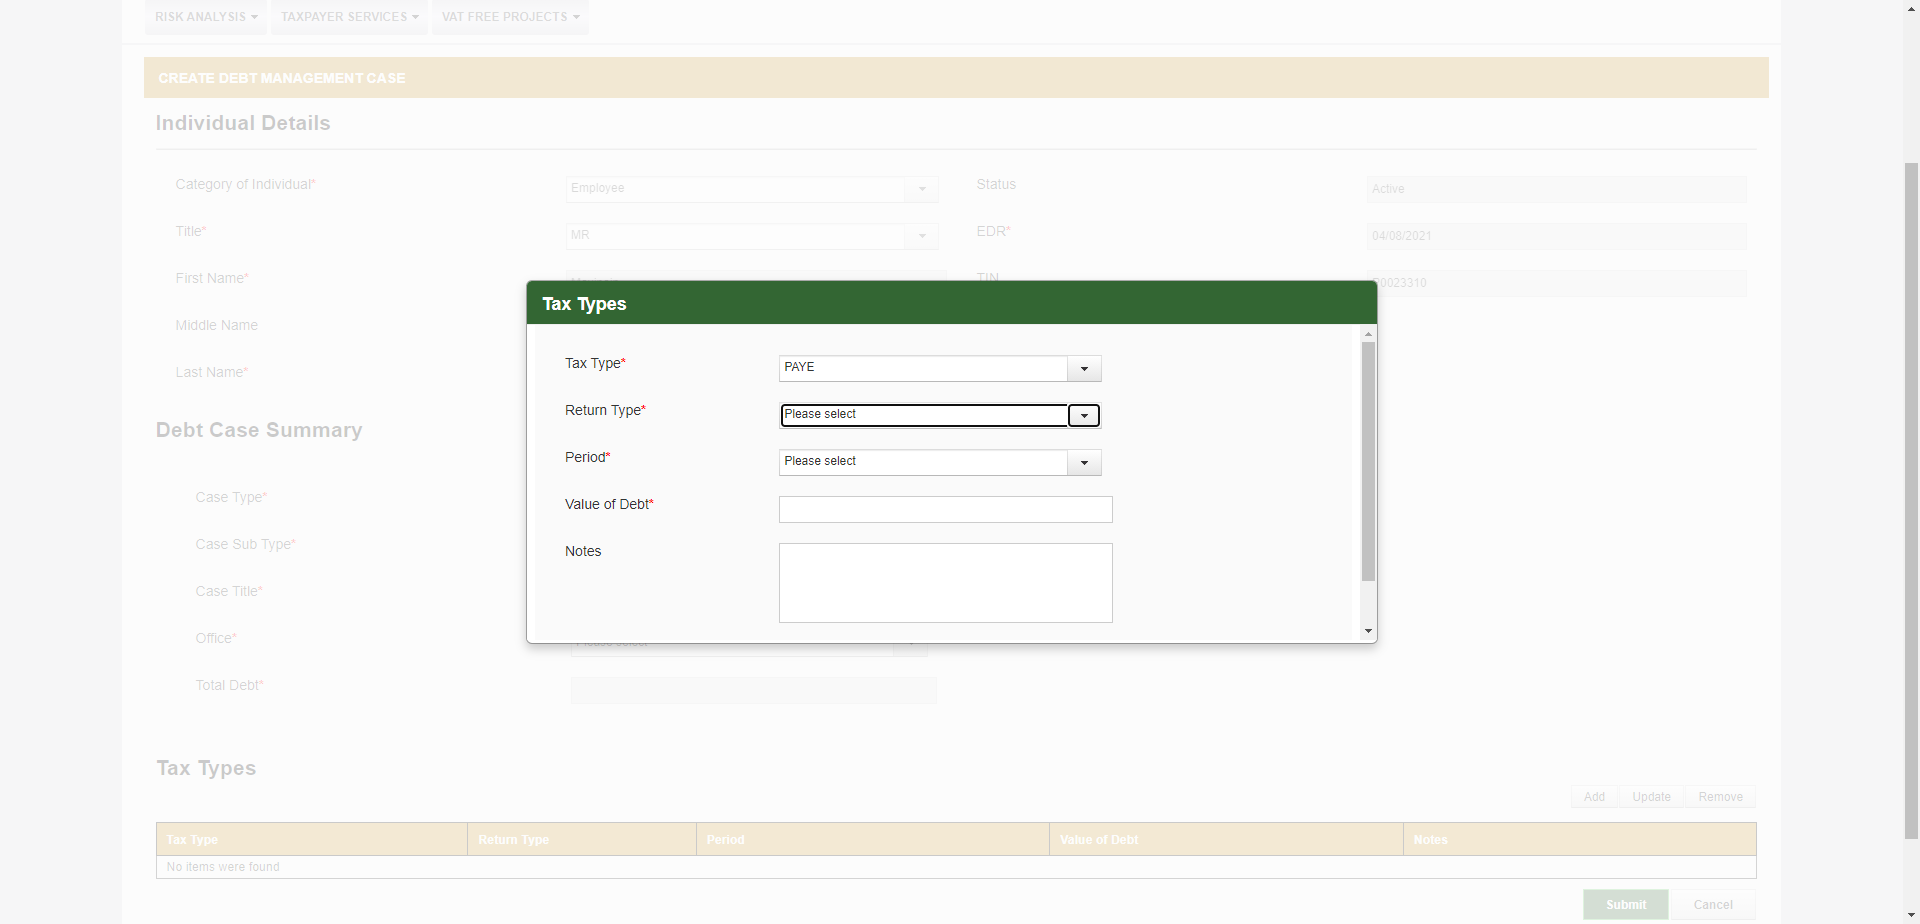 RISK ANALYSIS TAXPAYER SERVICES VAT FREE PROJECTS
CREATE DEBT MANAGEMENT CASE
Individual Details
Category of Individual* Employee Status Active
Title* MR EDR* 04/08/2021
First Name* TIN 0023310
Middle Name
Last Name*
Tax Types
Tax Type* PAYE
Return Type* Please select
Period* Please select
Value of Debt*
Notes
Debt Case Summary
Case Type*
Case Sub Type*
Case Title*
Office* Please select
Total Debt*
Tax Types
Add Update Remove
Tax Type Return Type Period Value of Debt Notes
No items were found
Submit Cancel